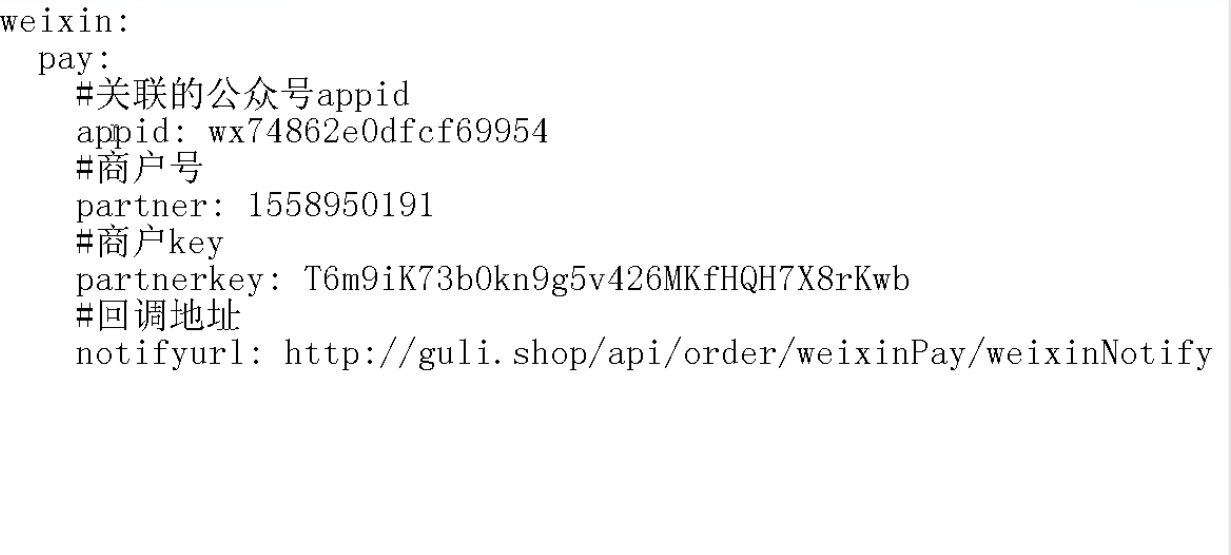 weixin:
pay:
#关联的公众号appid
appid: wx74862e0dfcf69954
#商户号
partner: 1558950191
#商户key
partnerkey: T6m9iK73b0kn9g5v426MKfHQH7X8rKwb
#回调地址
notifyurl: http://guli.shop/api/order/weixinPay/weixinNotify